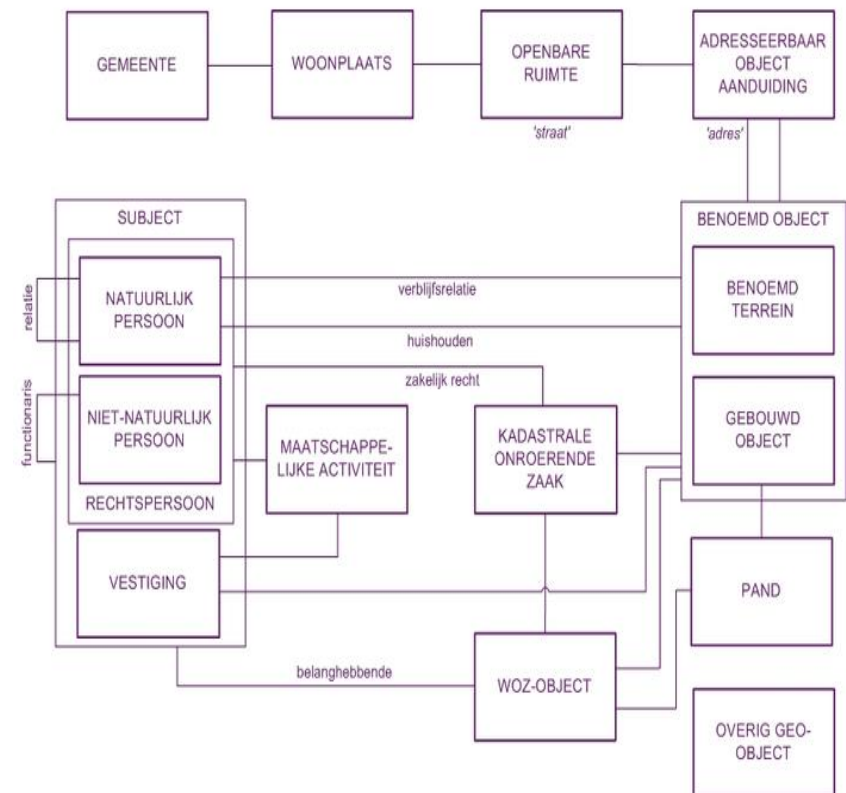 GEMEENTE
WOONPLAATS
OPENBARE
RUIMTE
ADRESSEERBAAR
OBJECT
AANDUIDING
'straat'
'adres'
SUBJECT
BENOEMD OBJECT
relatie
NATUURLIJK
PERSOON
verblijfsrelatie
BENOEMD
TERREIN
huishouden
zakelijk recht
functionaris
NIET-NATUURLIJK
PERSOON
MAATSCHAPPE-
LIJKE ACTIVITEIT
KADASTRALE
ONROERENDE
ZAAK
GEBOUWD
OBJECT
RECHTSPERSOON
VESTIGING
PAND
belanghebbende
WOZ-OBJECT
OVERIG GEO-
OBJECT